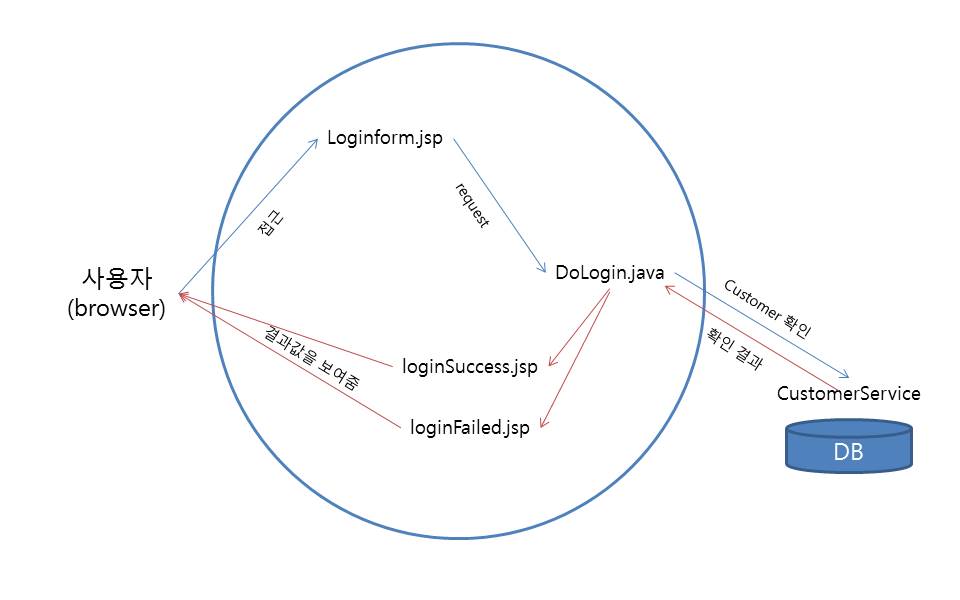 Loginform.jsp
접근
request
사용자
(browser)
DoLogin.java
Customer 확인
확인 결과
결과값을 보여줌
loginSuccess.jsp
loginFailed.jsp
CustomerService
DB